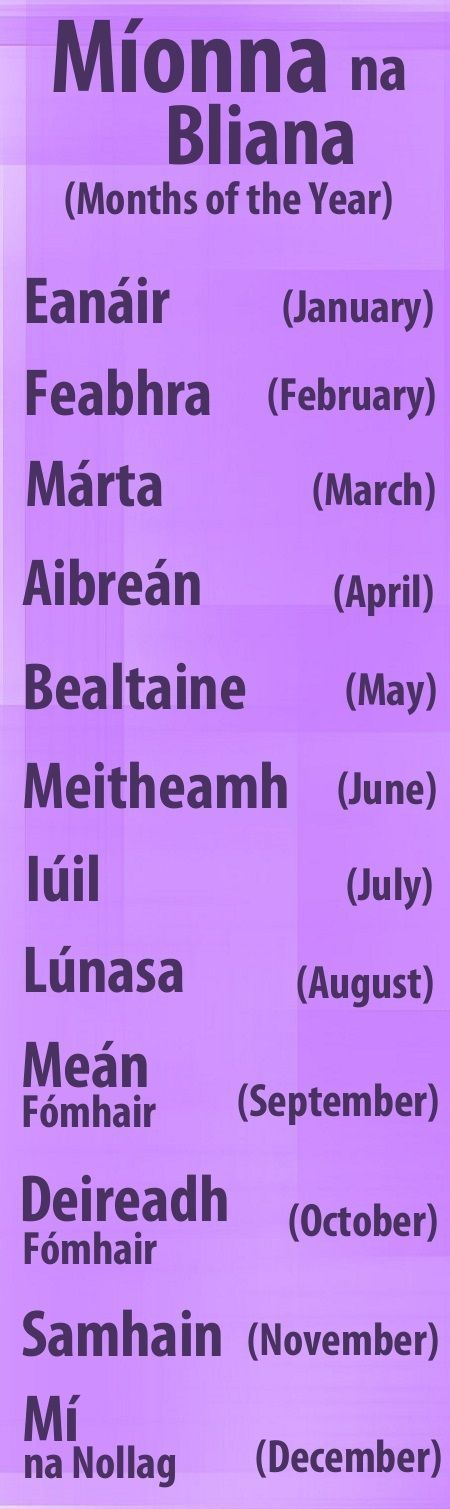 Míonna na
Bliana
(Months of the Year)
Eanáir (January)
Feabhra (February)
Márta (March)
Aibreán (April)
Bealtaine (May)
Meitheamh (June)
Iúil (July)
Lúnasa (August)
Meán
Fómhair (September)
Deireadh
Fómhair (October)
Samhain (November)
Mí
na Nollag (December)